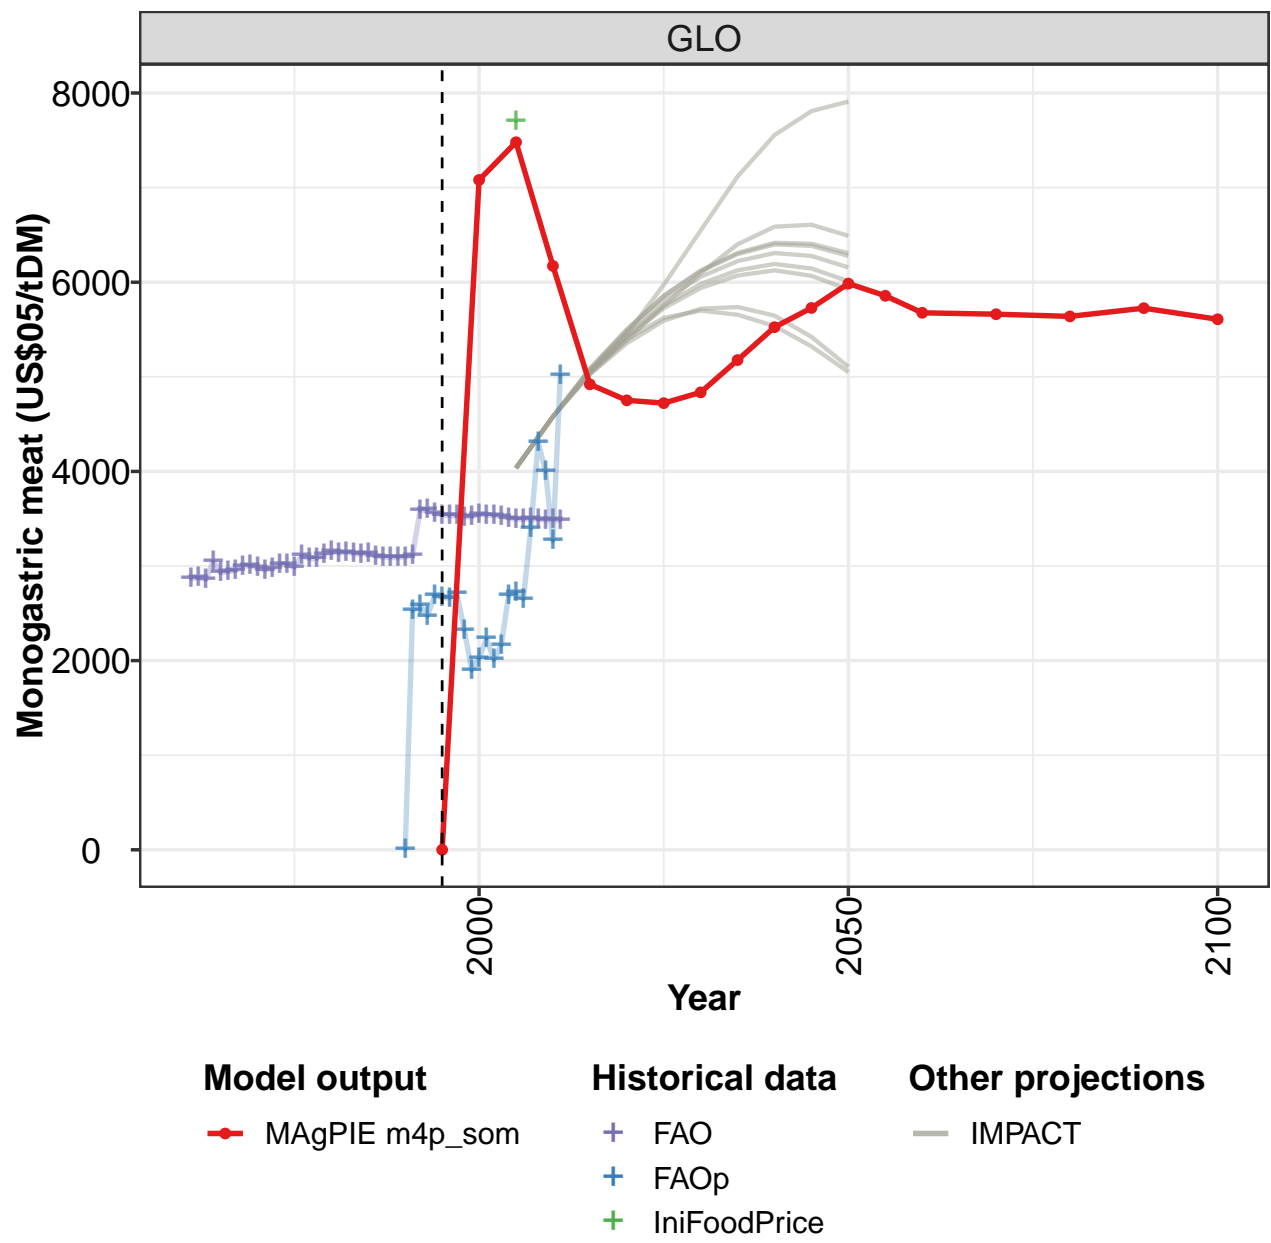 GLO
Monogastric meat (US$05/tDM)
8000
6000
4000
2000
0
2000
2050
2100
Year
Model output
MAgPIE m4p_som
Historical data
FAO
FAOp
IniFoodPrice
Other projections
IMPACT